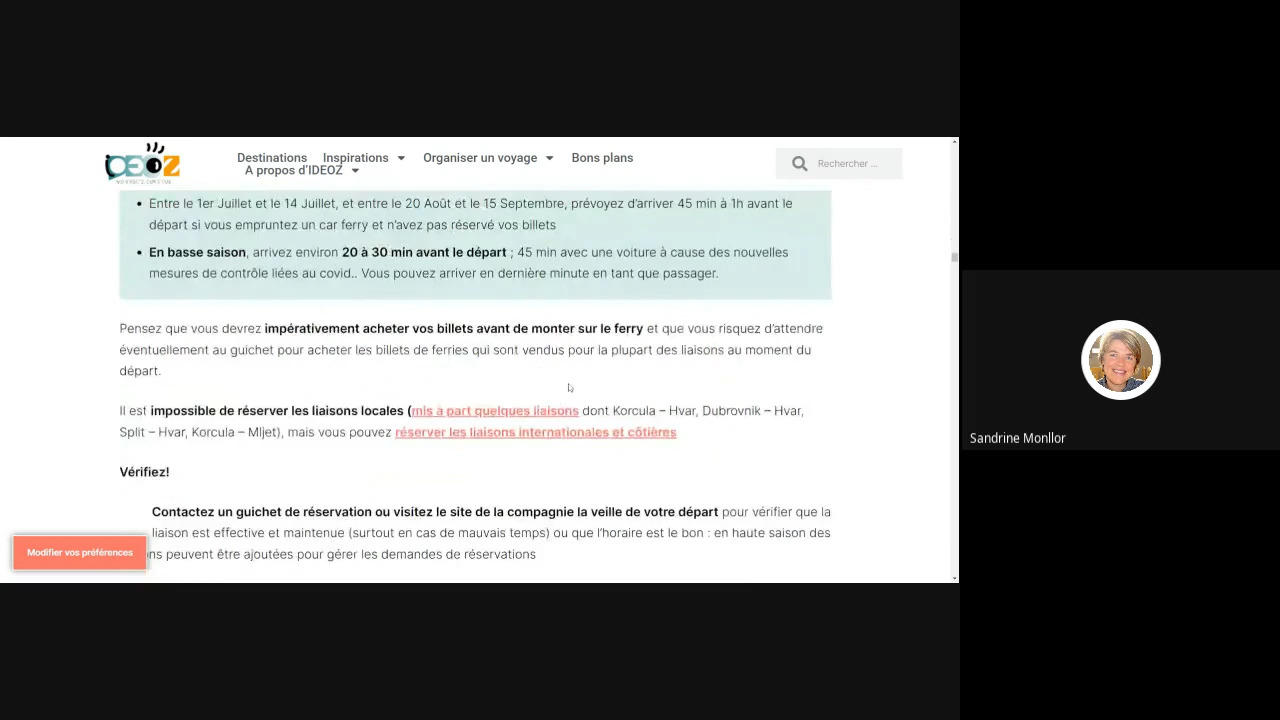 IDEOZ
Destinations Inspirations Organiser un voyage Bons plans
A propos d’IDEOZ
Rechercher ...
• Entre le 1er Juillet et le 14 Juillet, et entre le 20 Août et le 15 Septembre, prévoyez d’arriver 45 min à 1h avant le
départ si vous empruntez un car ferry et n’avez pas réservé vos billets
• En basse saison, arrivez environ 20 à 30 min avant le départ ; 45 min avec une voiture à cause des nouvelles
mesures de contrôle liées au covid.. Vous pouvez arriver en dernière minute en tant que passager.
Pensez que vous devrez impérativement acheter vos billets avant de monter sur le ferry et que vous risquez d’attendre
éventuellement au guichet pour acheter les billets de ferries qui sont vendus pour la plupart des liaisons au moment du
départ.
Il est impossible de réserver les liaisons locales (mis à part quelques liaisons dont Korcula – Hvar, Dubrovnik – Hvar,
Split – Hvar, Korcula – Mljet), mais vous pouvez réserver les liaisons internationales et côtières
Vérifiez!
Contactez un guichet de réservation ou visitez le site de la compagnie la veille de votre départ pour vérifier que la
liaison est effective et maintenue (surtout en cas de mauvais temps) ou que l’horaire est le bon : en haute saison des
ns peuvent être ajoutées pour gérer les demandes de réservations
Modifier vos préférences
Sandrine Monllor